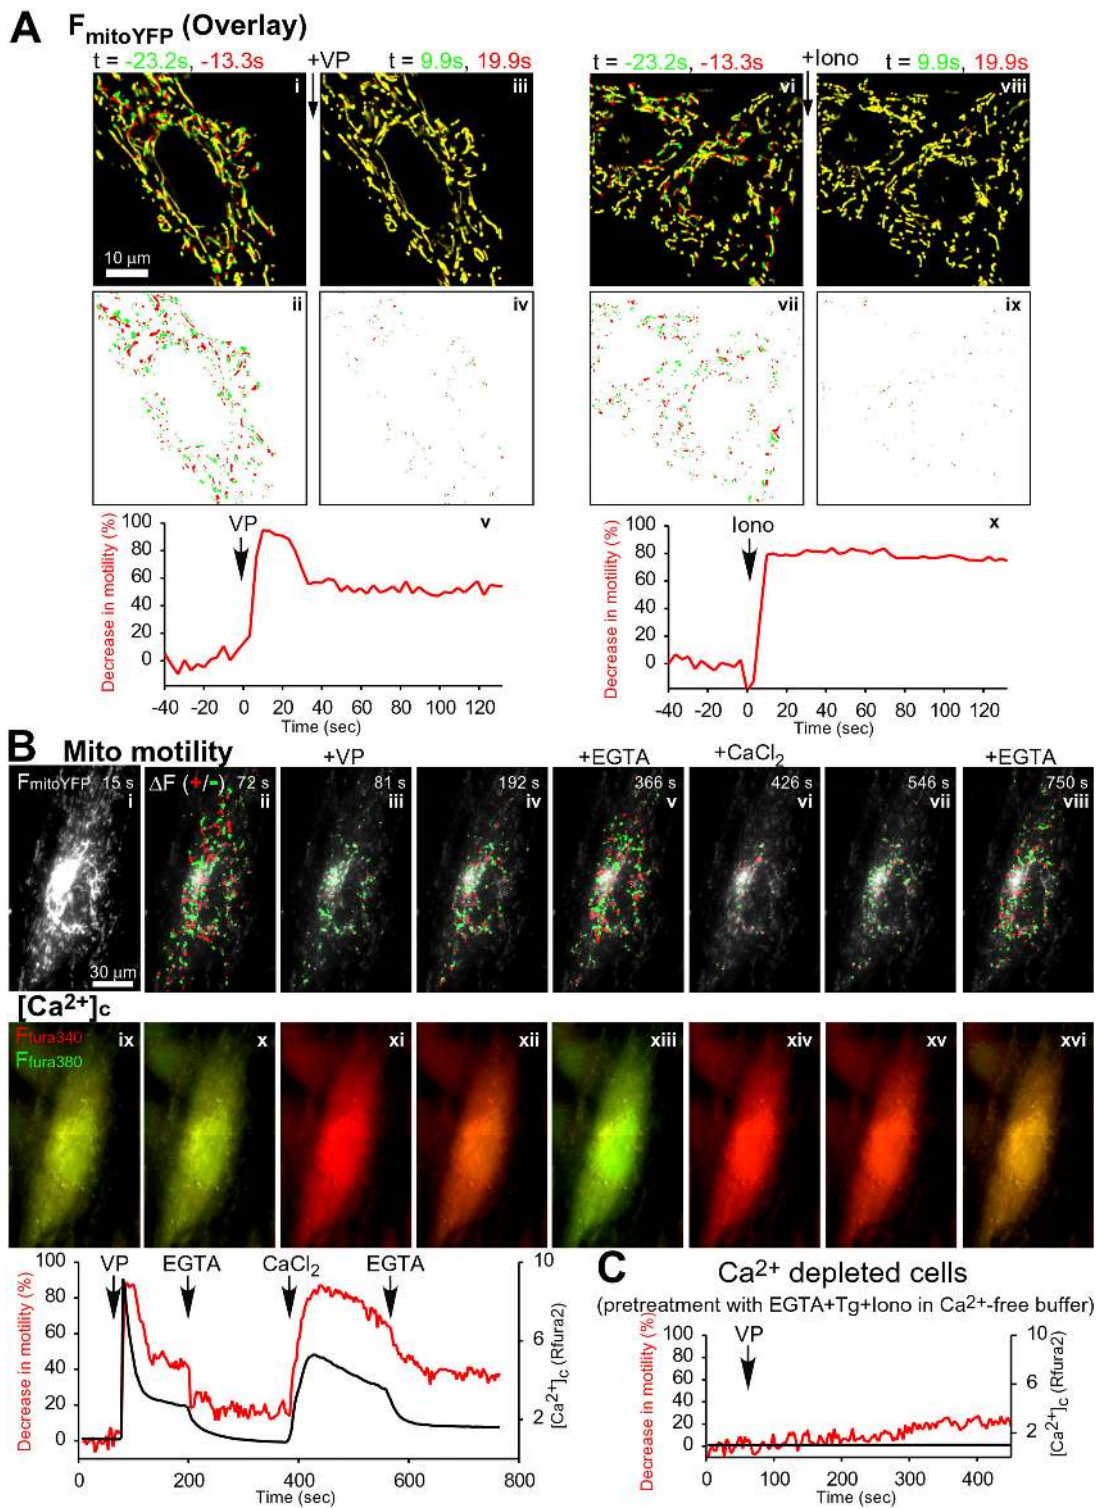 A F mitoYFP (Overlay)
t = -23.2s, -13.3s +VP t = 9.9s, 19.9s t = -23.2s, -13.3s +Iono t = 9.9s, 19.9s
i iii vi viii
10 µm
ii iv vii ix
Decrease in motility (%)
100
80
60
40
20
0
VP
v
-40 -20 0 20 40 60 80 100 120
Time (sec)
Decrease in motility (%)
100
80
60
40
20
0
Iono
x
-40 -20 0 20 40 60 80 100 120
Time (sec)
B Mito motility +VP +EGTA +CaCl2 +EGTA
FmitoYFP 15 s ΔF (+/-) 72 s 81 s 192 s 366 s 426 s 546 s 750 s
i ii iii iv v vi vii viii
30 µm
[Ca2+]c
Ffura340 ix x xi xii xiii xiv xv xvi
Ffura380
VP EGTA CaCl2 EGTA
Decrease in motility (%)
100
80
60
40
20
0
10
6
2
[Ca2+]c (Rfura2)
0 200 400 600 800
Time (sec)
C Ca2+ depleted cells
(pretreatment with EGTA+Tg+Iono in Ca2+-free buffer)
VP
Decrease in motility (%)
100
80
60
40
20
0
10
6
2
[Ca2+]c (Rfura2)
0 100 200 300 400
Time (sec)